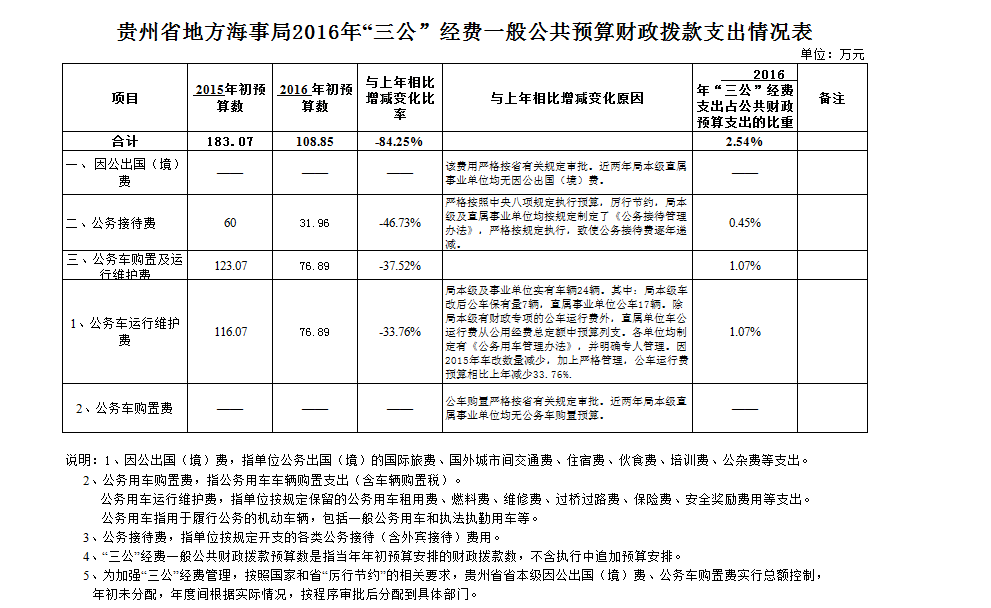 贵州省地方海事局2016年“三公”经费一般公共预算财政拨款支出情况表
单位：万元
项目
2015年初预
算数
2016 年初预
算数
与上年相比
增减变化比
率
与上年相比增减变化原因
2016
年“三公”经费
支出占公共财政
预算支出的比重
备注
合计
183.07
108.85
-84.25%
2.54%
一、因公出国（境）
费
——
——
——
该费用严格按省有关规定审批。近两年局本级直属
事业单位均无因公出国（境）费。
——
二、公务接待费
60
31.96
-46.73%
严格按照中央八项规定执行预算，厉行节约，局本
级及直属事业单位均按规定制定了《公务接待管理
办法》，严格按规定执行，致使公务接待费逐年递
减。
0.45%
三、公务车购置及运
行维护费
123.07
76.89
-37.52%
1.07%
1、公务车运行维护
费
116.07
76.89
-33.76%
局本级及事业单位实有车辆24辆。其中：局本级车
改后公车保有量7辆，直属事业单位公车17辆。除
局本级有财政专项的公车运行费外，直属单位车公
运行费从公用经费总定额中预算列支。各单位均制
定有《公务用车管理办法》，并明确专人管理。因
2015年车改数量减少，加上严格管理，公车运行费
预算相比上年减少33.76%.
1.07%
2、公务车购置费
——
——
——
公车购置严格按省有关规定审批。近两年局本级直
属事业单位均无公务车购置预算。
——
说明：1、因公出国（境）费，指单位公务出国（境）的国际旅费、国外城市间交通费、住宿费、伙食费、培训费、公杂费等支出。
2、公务用车购置费，指公务用车车辆购置支出（含车辆购置税）。
公务用车运行维护费，指单位按规定保留的公务用车租用费、燃料费、维修费、过桥过路费、保险费、安全奖励费用等支出。
公务用车指用于履行公务的机动车辆，包括一般公务用车和执法执勤用车等。
3、公务接待费，指单位按规定开支的各类公务接待（含外宾接待）费用。
4、“三公”经费一般公共财政拨款预算数是指当年年初预算安排的财政拨款数，不含执行中追加预算安排。
5、为加强“三公”经费管理，按照国家和省“厉行节约”的相关要求，贵州省省本级因公出国（境）费、公务车购置费实行总额控制，
年初未分配，年度间根据实际情况，按程序审批后分配到具体部门。